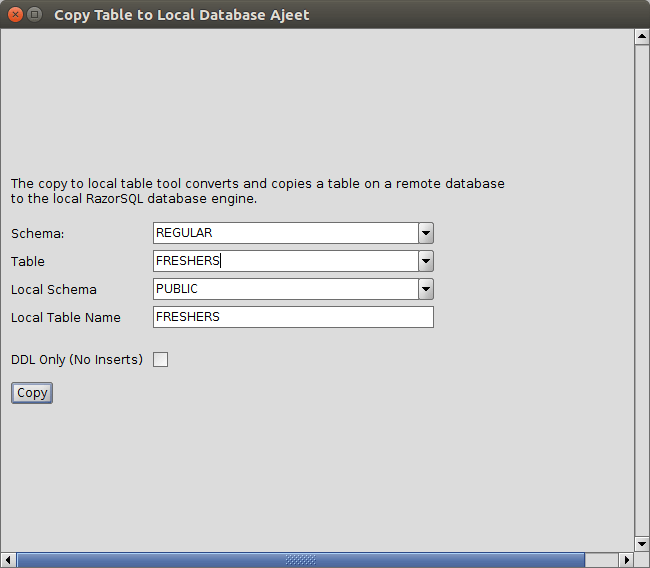 Copy Table to Local Database Ajeet
The copy to local table tool converts and copies a table on a remote database
to the local RazorSQL database engine.
Schema: REGULAR
Table FRESHERS
Local Schema PUBLIC
Local Table Name FRESHERS
DDL Only (No Inserts)
Copy